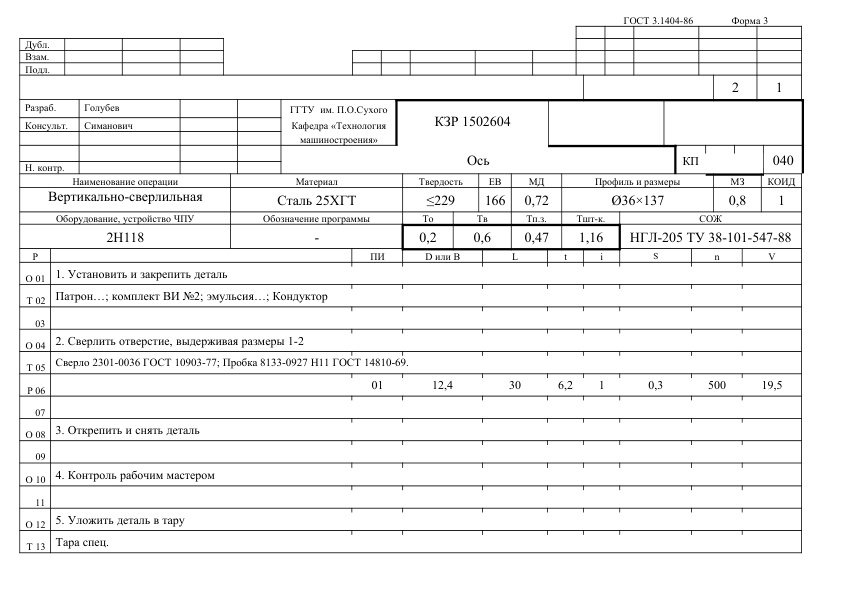 ГОСТ 3.1404-86 Форма 3
Дубл.
Взам.
Подл.
2 1
Разраб. Голубев ГГТУ им. П.О.Сухого
КЗР 1502604
Консульт. Симанович Кафедра «Технология
машиностроения»
Ось КП 040
Н. контр.
Наименование операции Материал Твердость ЕВ МД Профиль и размеры МЗ КОИД
Вертикально-сверлильная Сталь 25ХГТ ≤229 166 0,72 Ø36×137 0,8 1
Оборудование, устройство ЧПУ Обозначение программы То Тв Тп.з. Тшт-к. СОЖ
2Н118 - 0,2 0,6 0,47 1,16 НГЛ-205 ТУ 38-101-547-88
Р ПИ D или В L t i S n V
О 01 1. Установить и закрепить деталь
Т 02 Патрон…; комплект ВИ №2; эмульсия…; Кондуктор
03
О 04 2. Сверлить отверстие, выдерживая размеры 1-2
Т 05 Сверло 2301-0036 ГОСТ 10903-77; Пробка 8133-0927 Н11 ГОСТ 14810-69.
Р 06 01 12,4 30 6,2 1 0,3 500 19,5
07
О 08 3. Открепить и снять деталь
09
О 10 4. Контроль рабочим мастером
11
О 12 5. Уложить деталь в тару
Т 13 Тара спец.